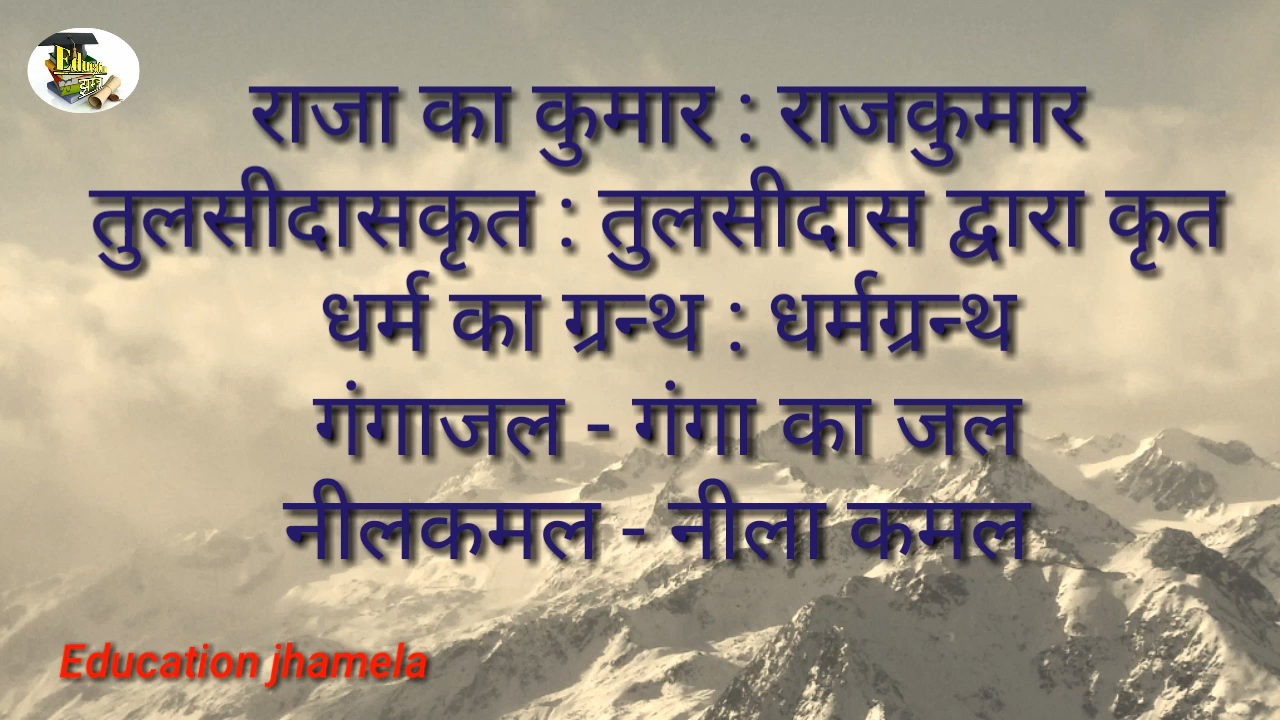 राजा का कुमार : राजकुमार
तुलसीदासकृत : तुलसीदास द्वारा कृत
धर्म का ग्रन्थ : धर्मग्रन्थ
गंगाजल - गंगा का जल
नीलकमल - नीला कमल
Education jhamela